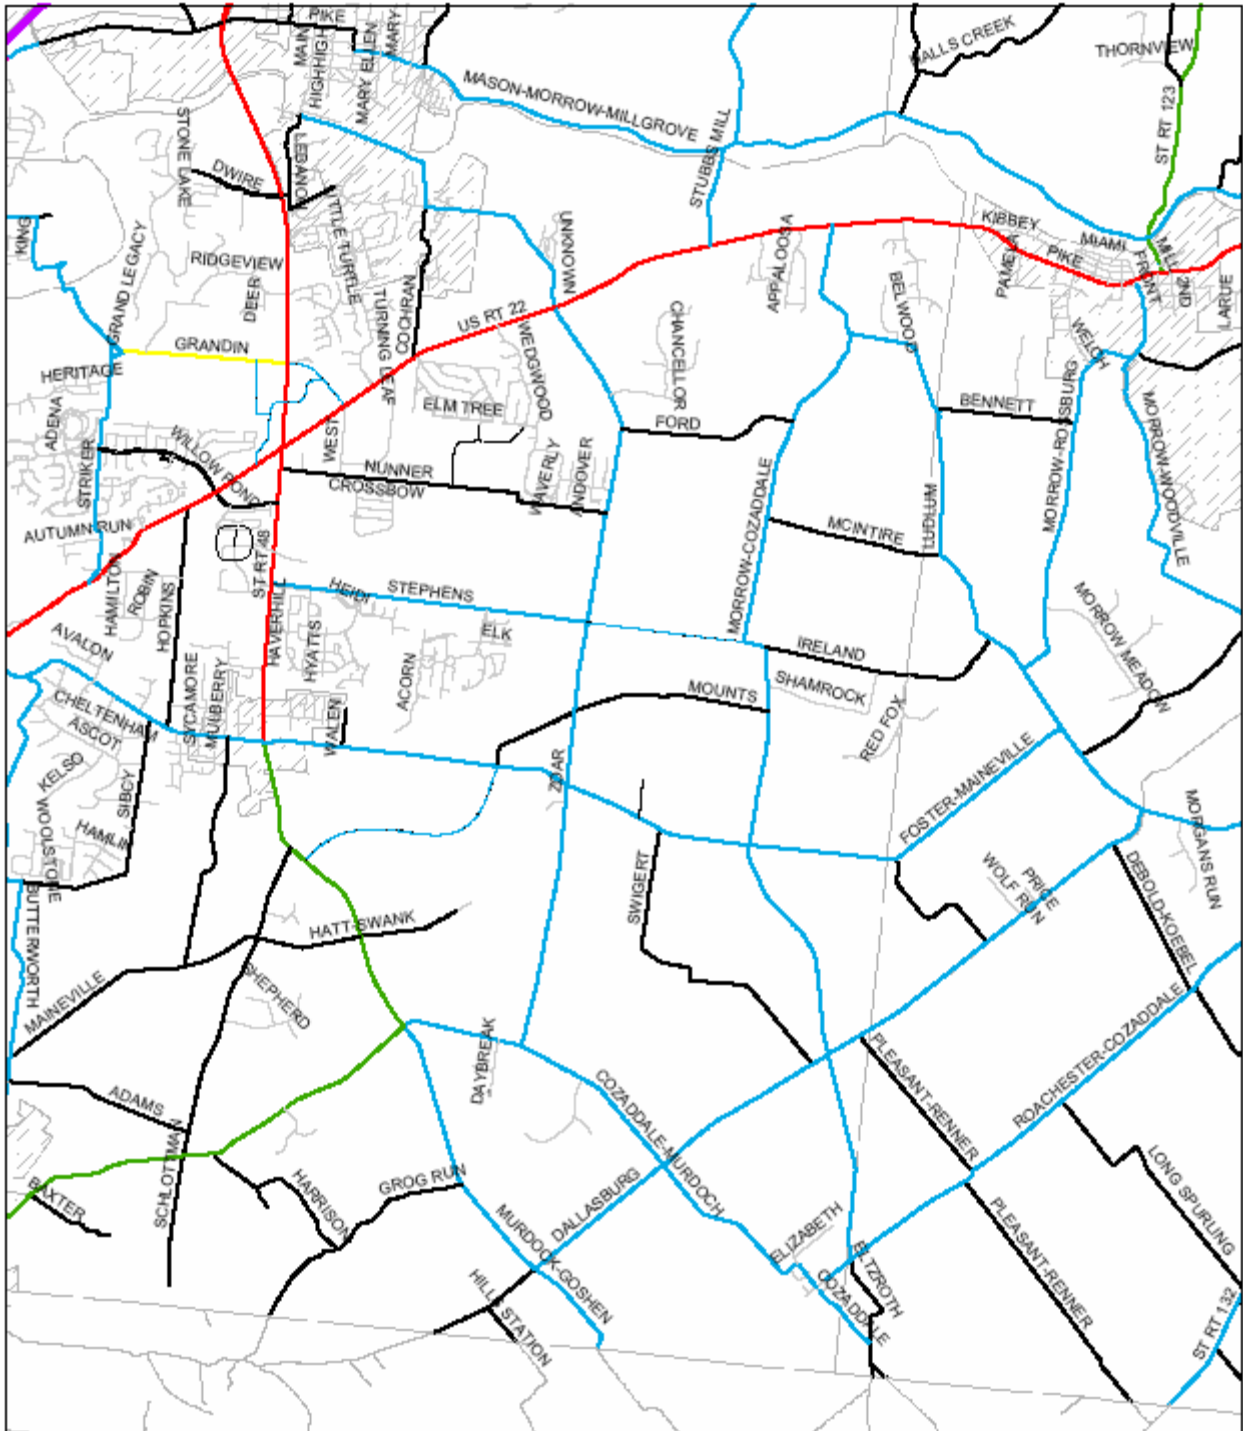 PIKE
MAIN
HIGH
HIGH
MARY ELLEN
MARY
HALLS CREEK
THORNVIEW
MASON-MORROW-MILLGROVE
ST RT 123
STONE LAKE
DWIRE
LEBANON
STUBBS MILL
LITTLE TURTLE
KING
GRAND LEGACY
RIDGEVIEW
DEER
TURNING LEAF
COCHRAN
UNKNOWN
APPALOOSA
KIBBEY
MIAMI
PIKE
PAMELA
MILL
FRONT
2ND
LARUE
BELWOOD
US RT 22
CHANCELLOR
WEDGWOOD
GRANDIN
HERITAGE
WELCH
ADENA
ELM TREE
FORD
BENNETT
MORROW-ROSSBURG
MORROW-WOODVILLE
STRIKER
WILLOW POND
WEST
NUNNER
CROSSBOW
WAVERLY
ANDOVER
AUTUMN RUN
ST RT 48
MORROW-COZADDALE
MCINTIRE
LUDLUM
HAMILTON
ROBIN
HOPKINS
HAVERHILL
HEIDI
STEPHENS
HYATTS
ELK
MORROW MEADOW
AVALON
SYCAMORE
MULBERRY
ACORN
IRELAND
SHAMROCK
MOUNTS
RED FOX
CHELTENHAM
ASCOT
WALEN
KELSO
SIBCY
ZOAR
FOSTER-MAINEVILLE
WOOLSTONE
HAMLIN
MORGANS RUN
SWIGERT
PRICE
WOLF RUN
DEBOLD-KOEBEL
BUTTERWORTH
HATT-SWANK
MAINEVILLE
SHEPHERD
DAYBREAK
ROACHESTER-COZADDALE
ADAMS
COZADDALE-MURDOCH
PLEASANT-RENNER
SCHLOTTMAN
BAXTER
HARRISON
GROG RUN
DALLASBURG
LONG SPURLING
MURDOCK-GOSHEN
ELIZABETH
PLEASANT-RENNER
ELTZROTH
COZADDALE
HILLS STATION
ST RT 132